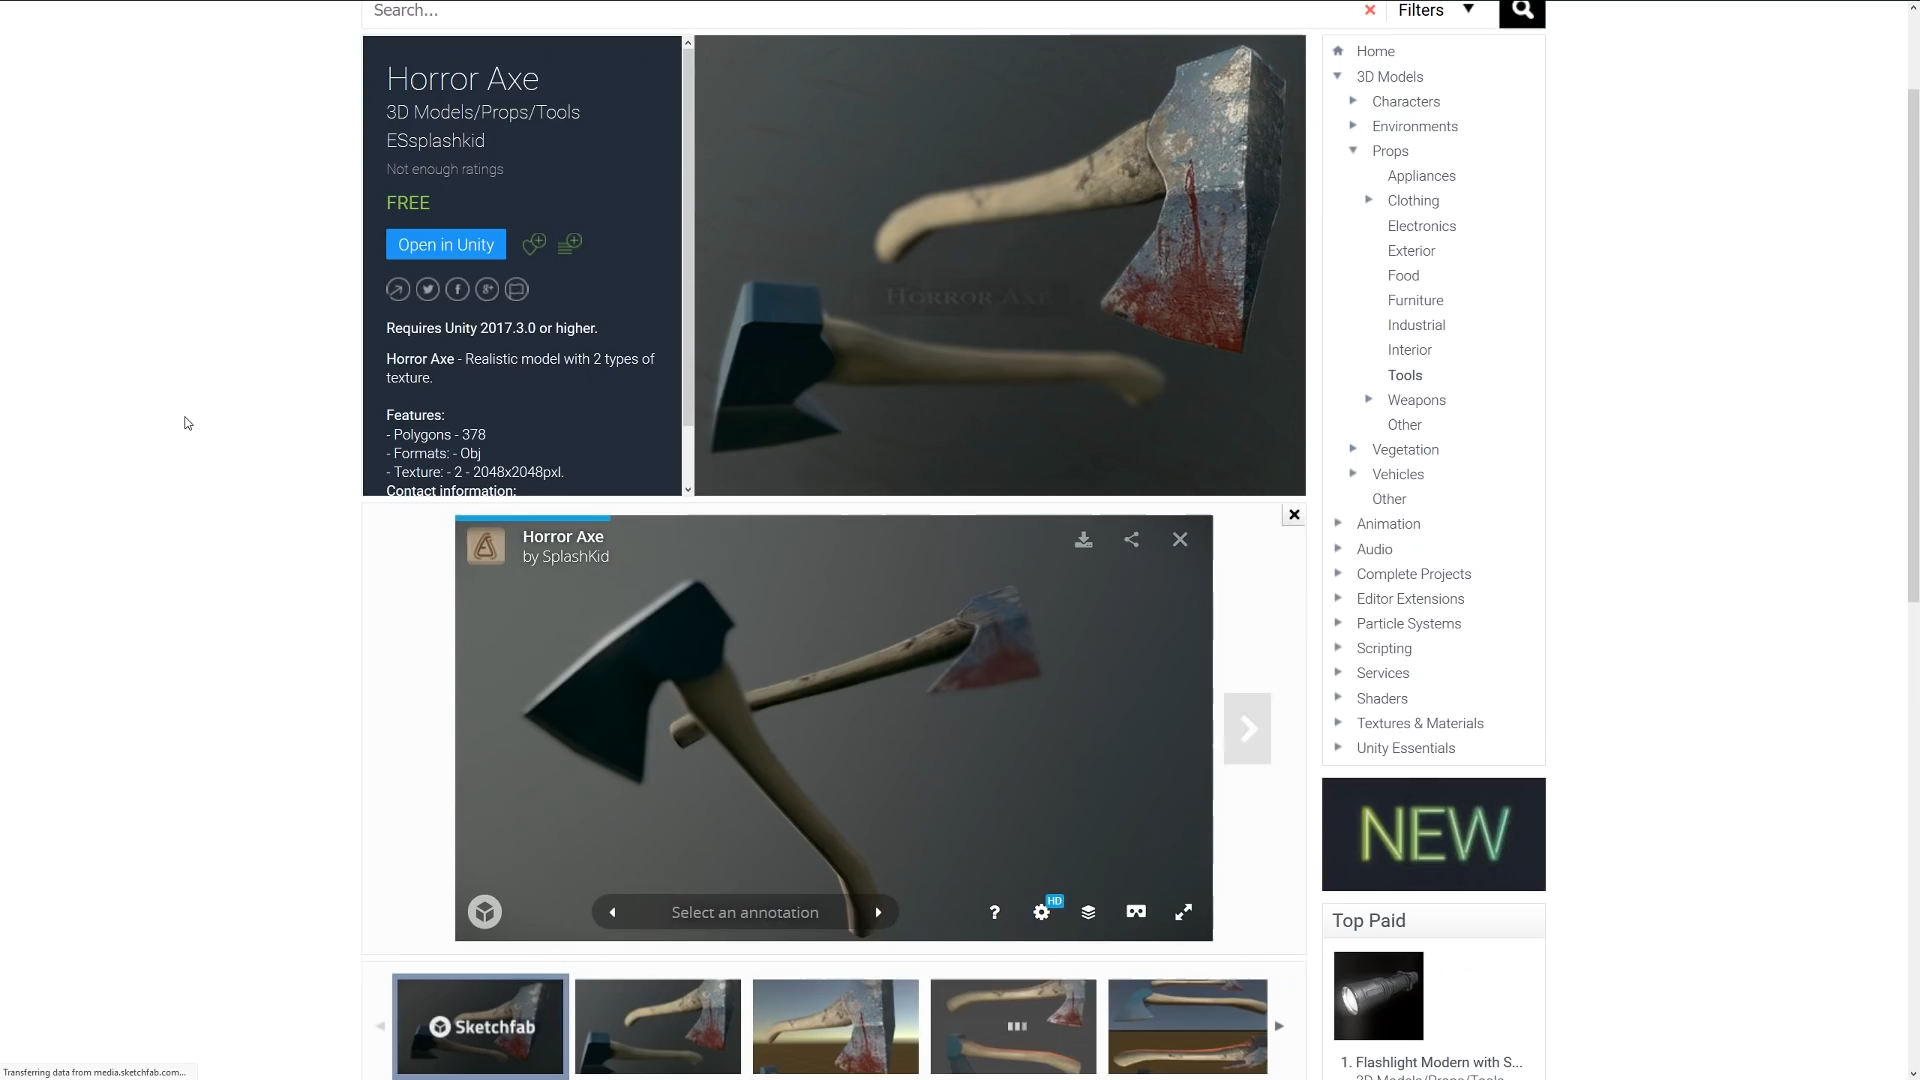 Search...
Filters
Horror Axe
3D Models/Props/Tools
ESsplashkid
Not enough ratings
FREE
Open in Unity
Requires Unity 2017.3.0 or higher.
Horror Axe - Realistic model with 2 types of
texture.
Features:
- Polygons - 378
- Formats: - Obj
- Texture: - 2 - 2048x2048pxl.
Contact information:
HORROR AXE
Horror Axe
by SplashKid
Select an annotation
HD
Sketchfab
Home
3D Models
Characters
Environments
Props
Appliances
Clothing
Electronics
Exterior
Food
Furniture
Industrial
Interior
Tools
Weapons
Other
Vegetation
Vehicles
Other
Animation
Audio
Complete Projects
Editor Extensions
Particle Systems
Scripting
Services
Shaders
Textures & Materials
Unity Essentials
NEW
Top Paid
1. Flashlight Modern with S...
3D Models/Props/Tools
Transferring data from media.sketchfab.com...